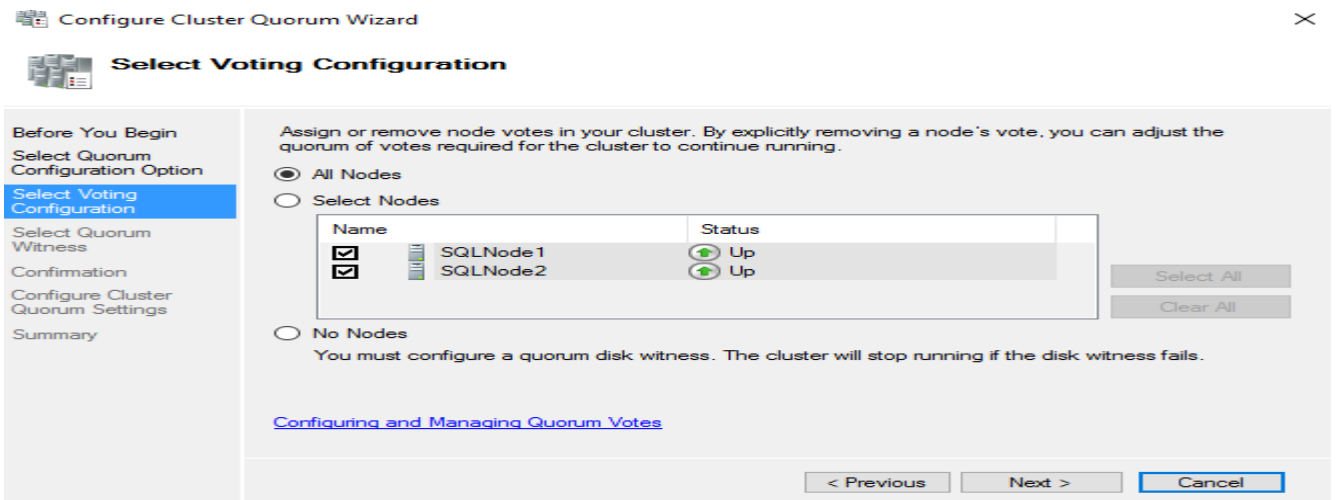 Configure Cluster Quorum Wizard
Select Voting Configuration
Before You Begin
Select Quorum
Configuration Option
Select Voting
Configuration
Select Quorum
Witness
Confirmation
Configure Cluster
Quorum Settings
Summary
Assign or remove node votes in your cluster. By explicitly removing a node's vote, you can adjust the
quorum of votes required for the cluster to continue running.
All Nodes
Select Nodes
Name Status
SQLNode1 Up
SQLNode2 Up
Select All
Clear All
No Nodes
You must configure a quorum disk witness. The cluster will stop running if the disk witness fails.
Configuring and Managing Quorum Votes
< Previous Next > Cancel